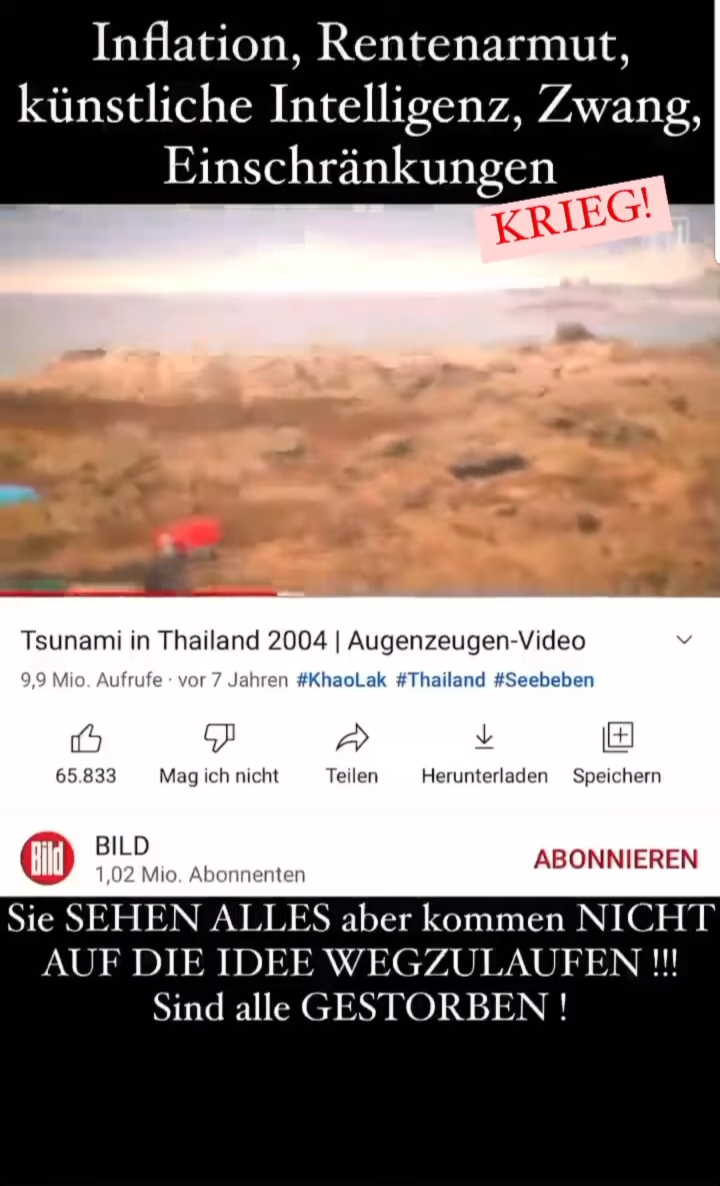 Inflation, Rentenarmut,
künstliche Intelligenz, Zwang,
Einschränkungen
KRIEG!
Tsunami in Thailand 2004 | Augenzeugen-Video
9,9 Mio. Aufrufe · vor 7 Jahren #KhaoLak #Thailand #Seebeben
65.833 Mag ich nicht Teilen Herunterladen Speichern
Bild BILD
1,02 Mio. Abonnenten
ABONNIEREN
Sie SEHEN ALLES aber kommen NICHT
AUF DIE IDEE WEGZULAUFEN !!!
Sind alle GESTORBEN !